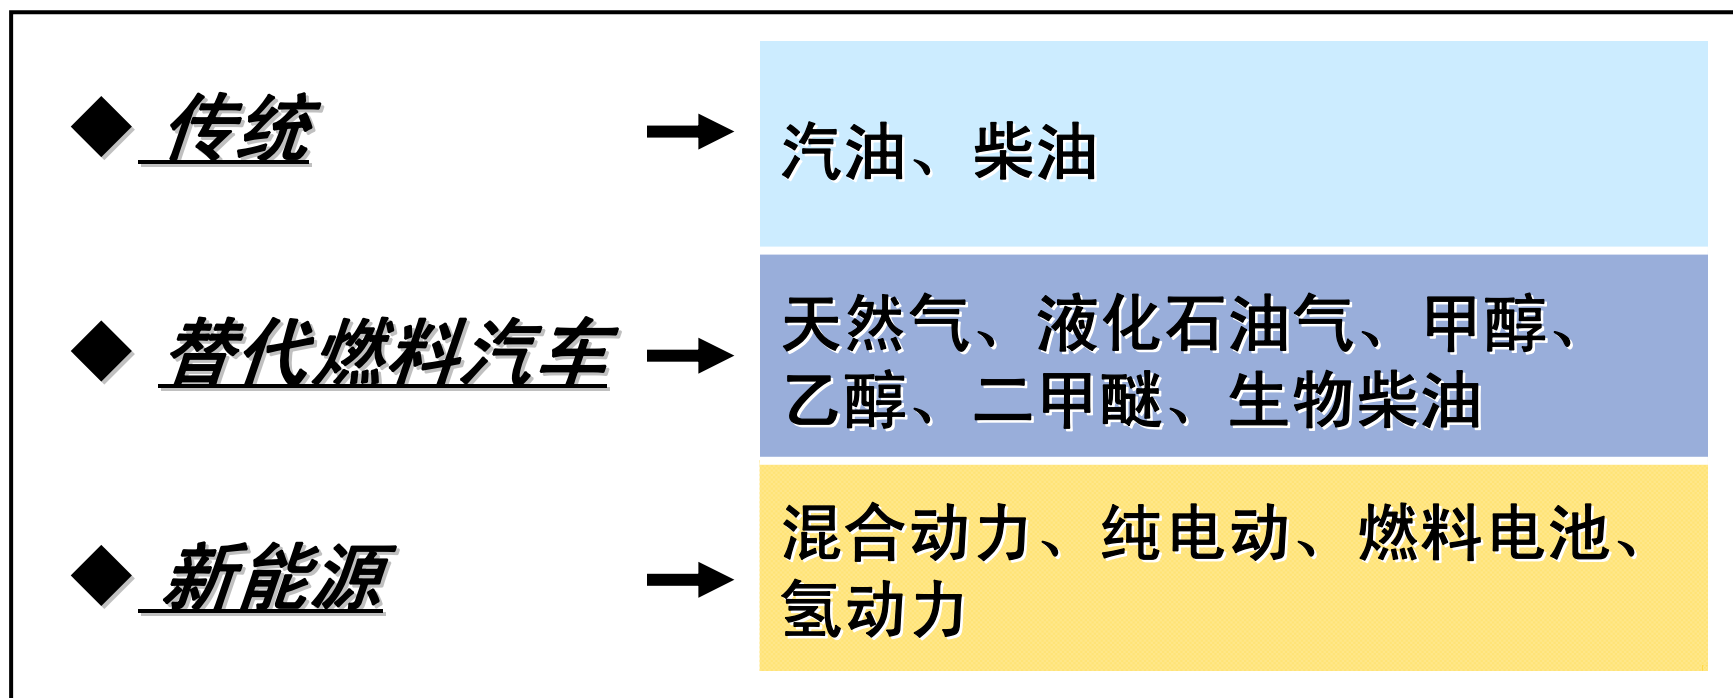 传统
汽油、柴油
替代燃料汽车
天然气、液化石油气、甲醇、
乙醇、二甲醚、生物柴油
新能源
混合动力、纯电动、燃料电池、
氢动力